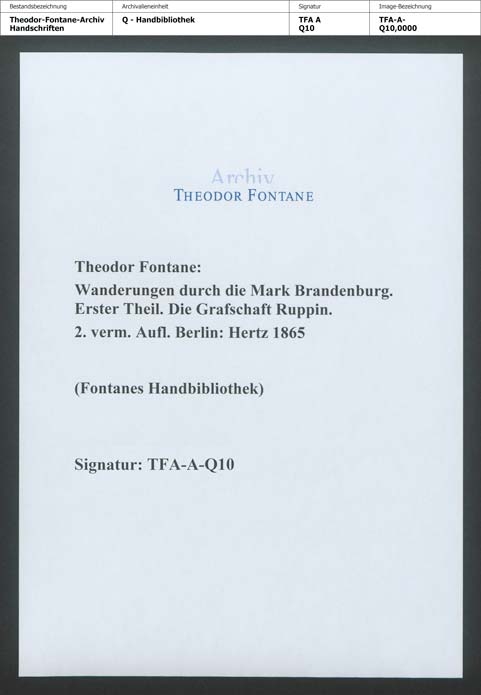 Bestandsbezeichnung Archivalieneinheit Signatur Image-Bezeichnung
Theodor-Fontane-Archiv Q - Handbibliothek TFA A TFA-A-
Handschriften Q10 Q10,0000
Archiv
THEODOR FONTANE
Theodor Fontane:
Wanderungen durch die Mark Brandenburg.
Erster Theil. Die Grafschaft Ruppin.
2. verm. Aufl. Berlin: Hertz 1865
(Fontanes Handbibliothek)
Signatur: TFA-A-Q10